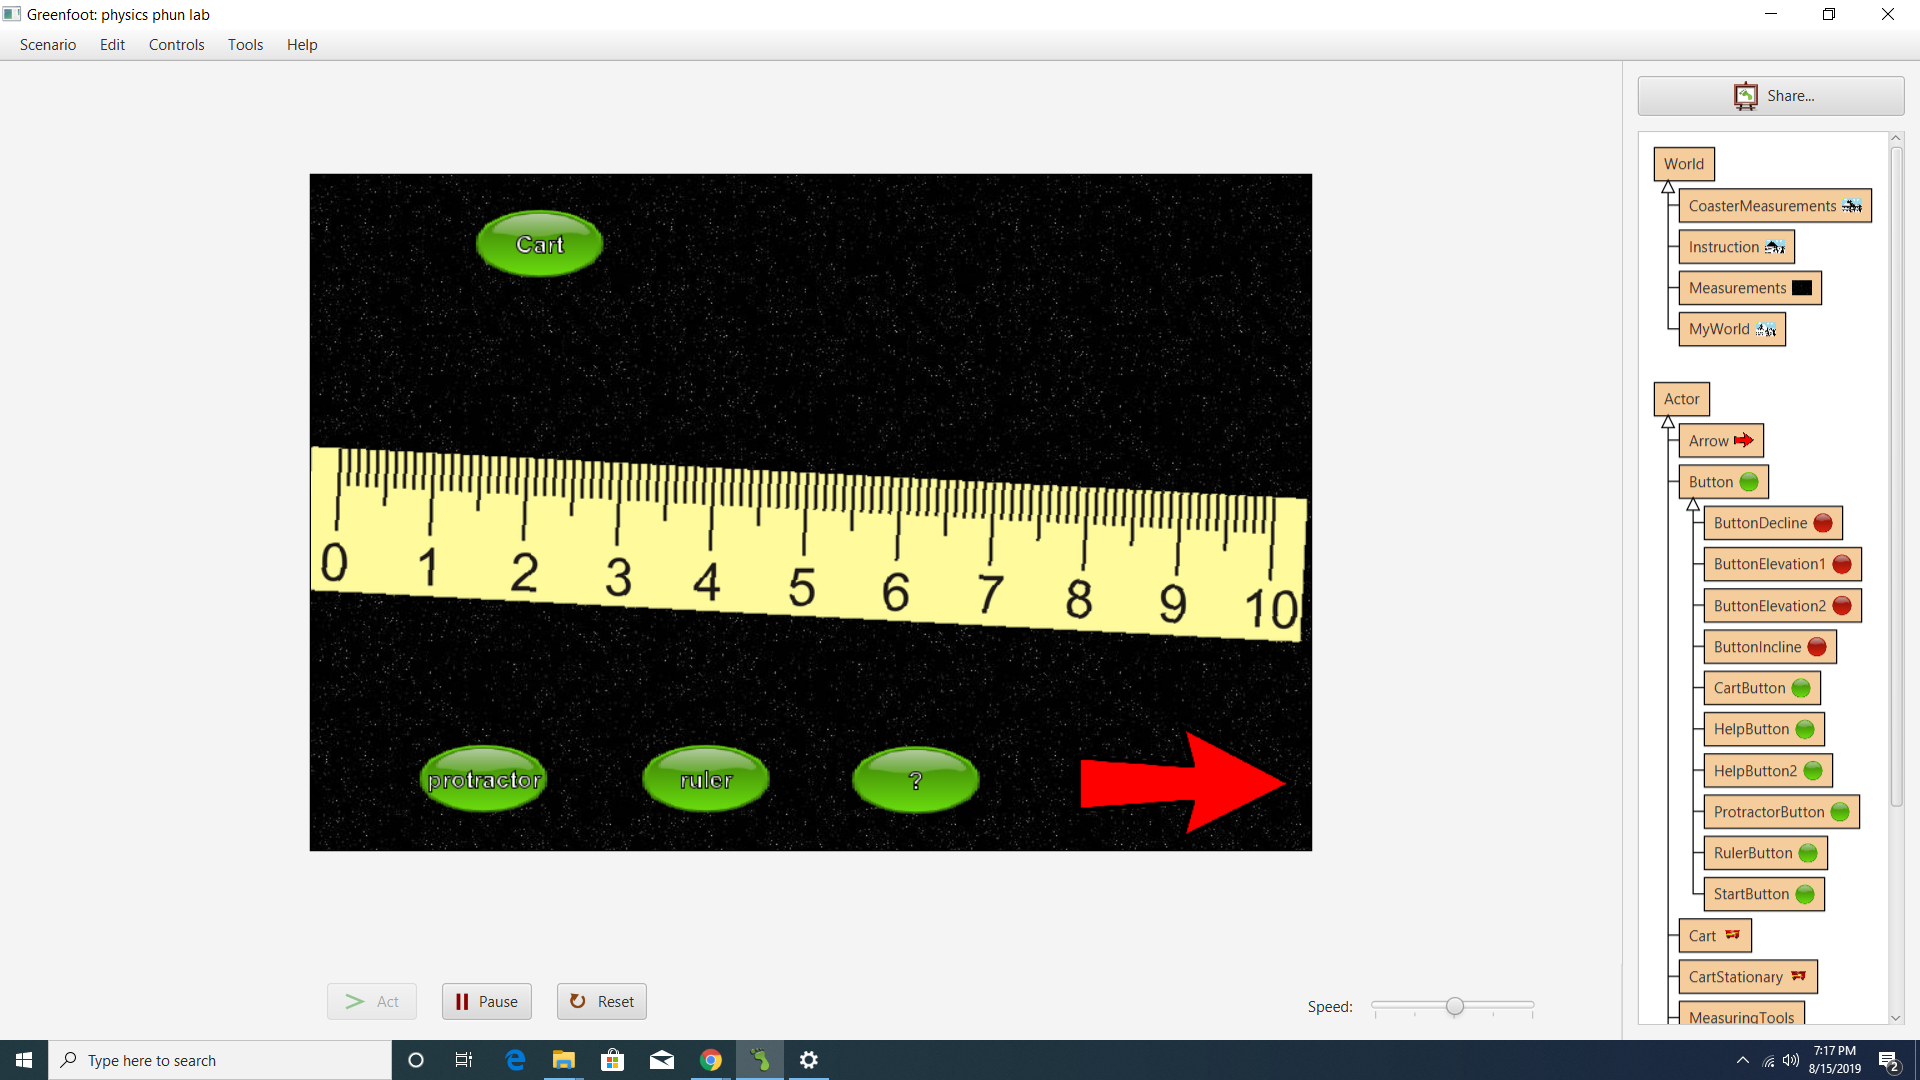 Greenfoot: physics phun lab
Scenario Edit Controls Tools Help
Share...
World
CoasterMeasurements
Instruction
Measurements
MyWorld
Actor
Arrow
Button
ButtonDecline
ButtonElevation1
ButtonElevation2
ButtonIncline
CartButton
HelpButton
HelpButton2
ProtractorButton
RulerButton
StartButton
Cart
CartStationary
MeasuringTools
Cart
0 1 2 3 4 5 6 7 8 9 10
protractor ruler ?
Act Pause Reset Speed:
Type here to search
7:17 PM
8/15/2019
2